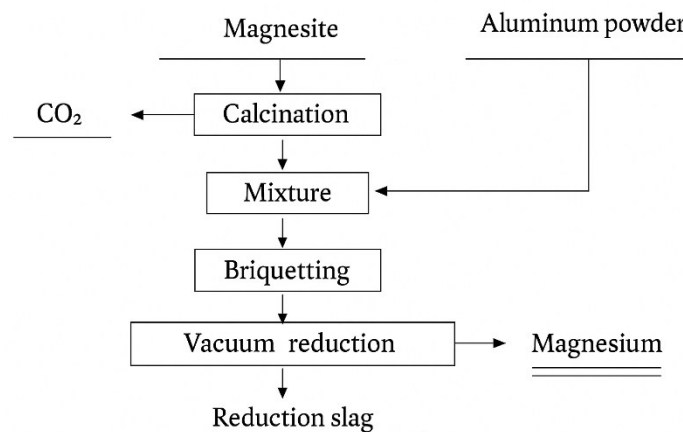 Magnesite
Aluminum powder
CO₂
Calcination
Mixture
Briquetting
Vacuum reduction
Magnesium
Reduction slag